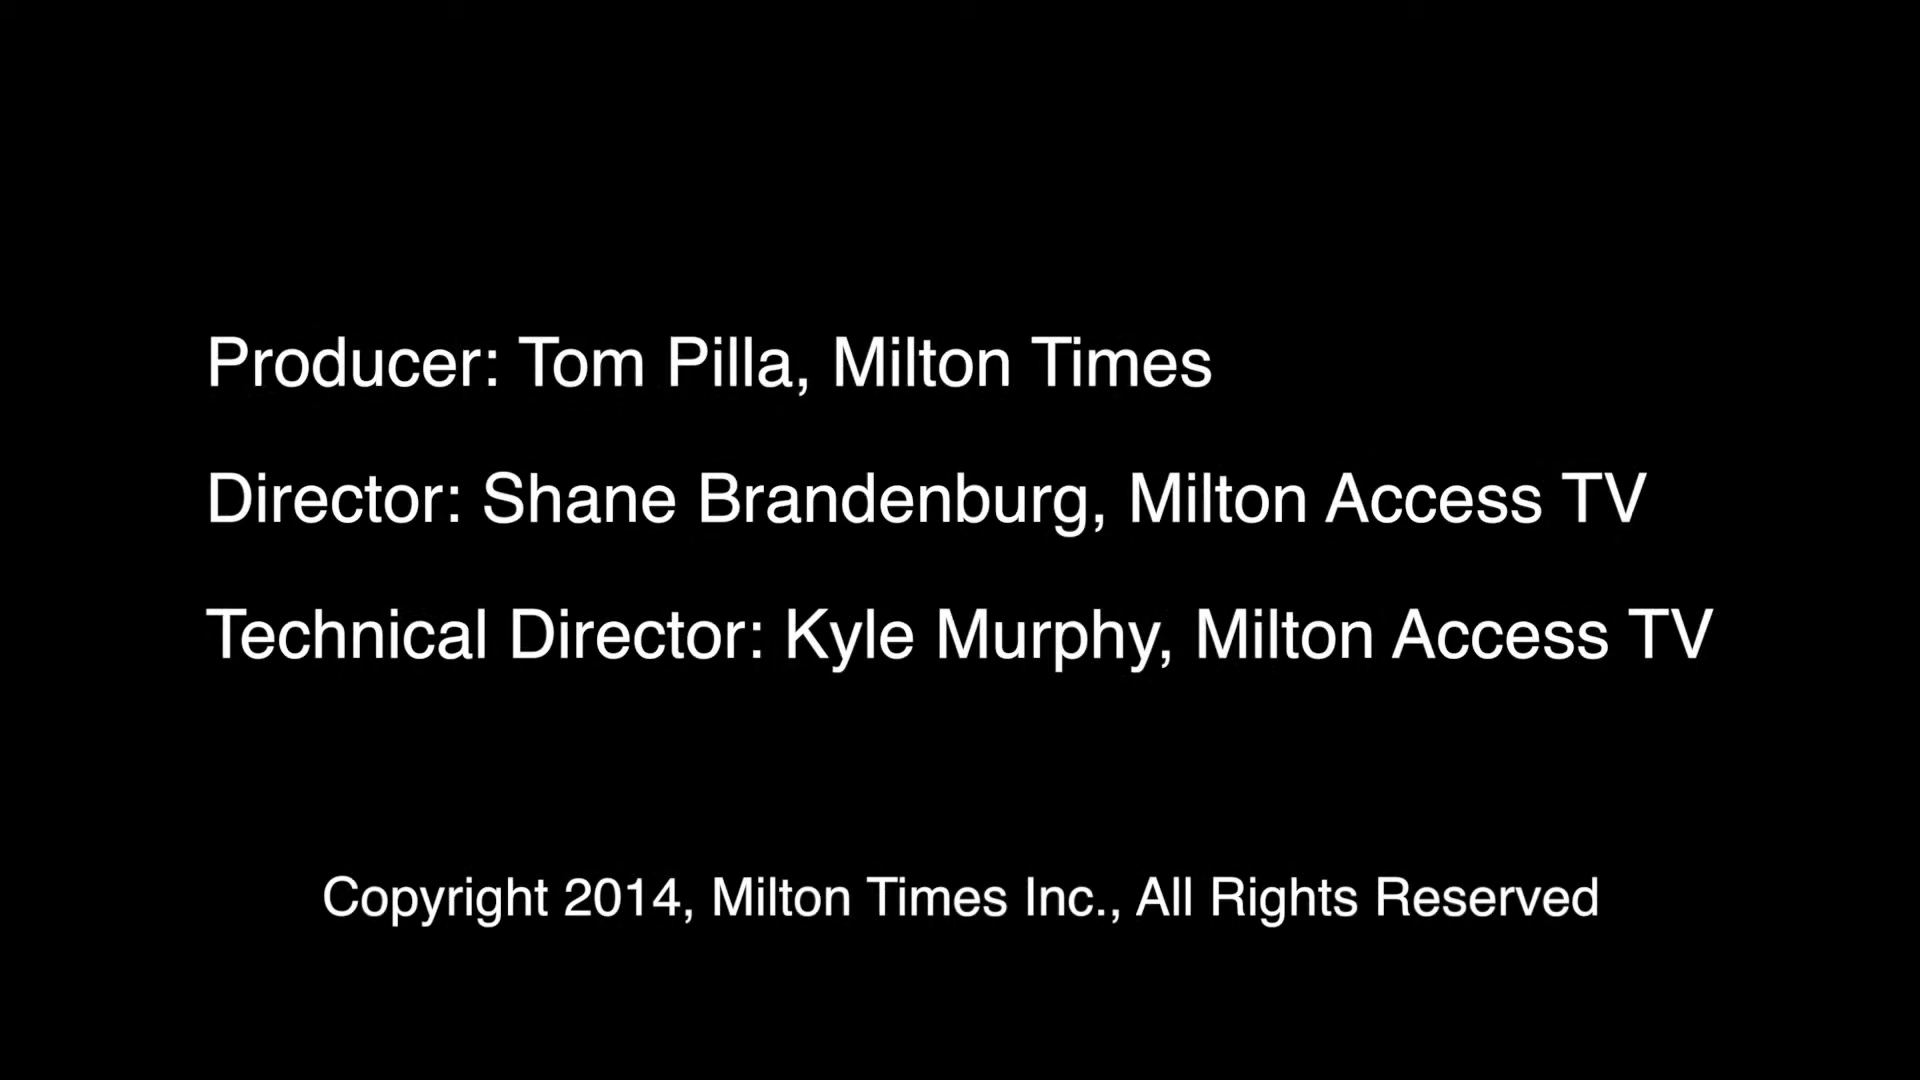 Producer: Tom Pilla, Milton Times
Director: Shane Brandenburg, Milton Access TV
Technical Director: Kyle Murphy, Milton Access TV
Copyright 2014, Milton Times Inc., All Rights Reserved